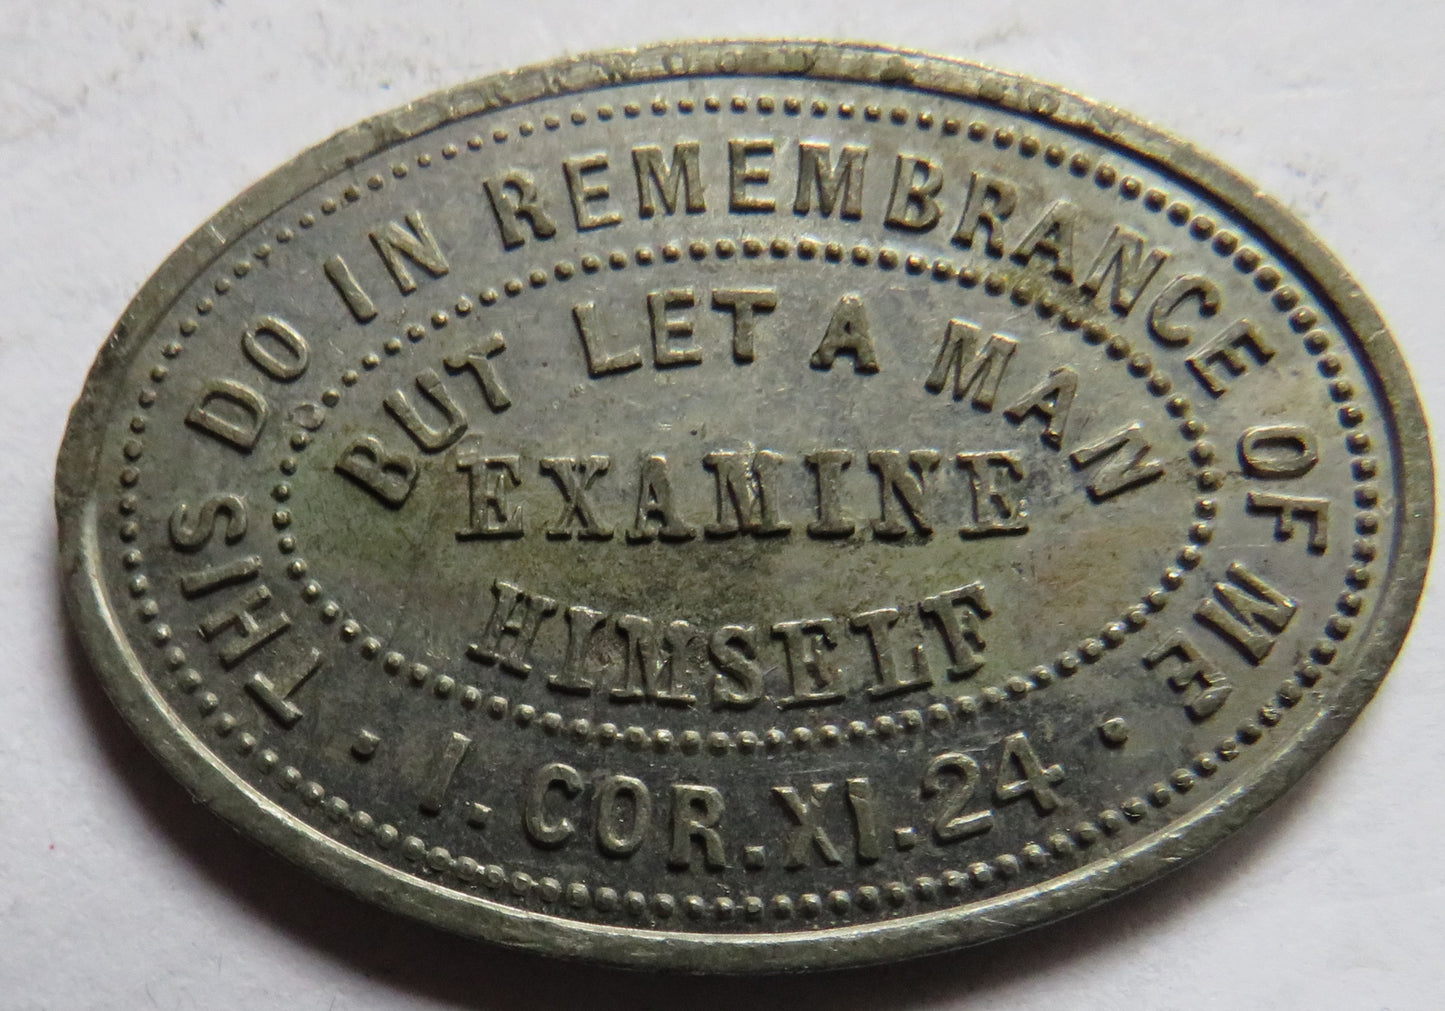 THIS DO IN REMEMBRANCE OF ME
BUT LET A MAN
EXAMINE
HIMSELF
· I. COR. XI. 24 ·